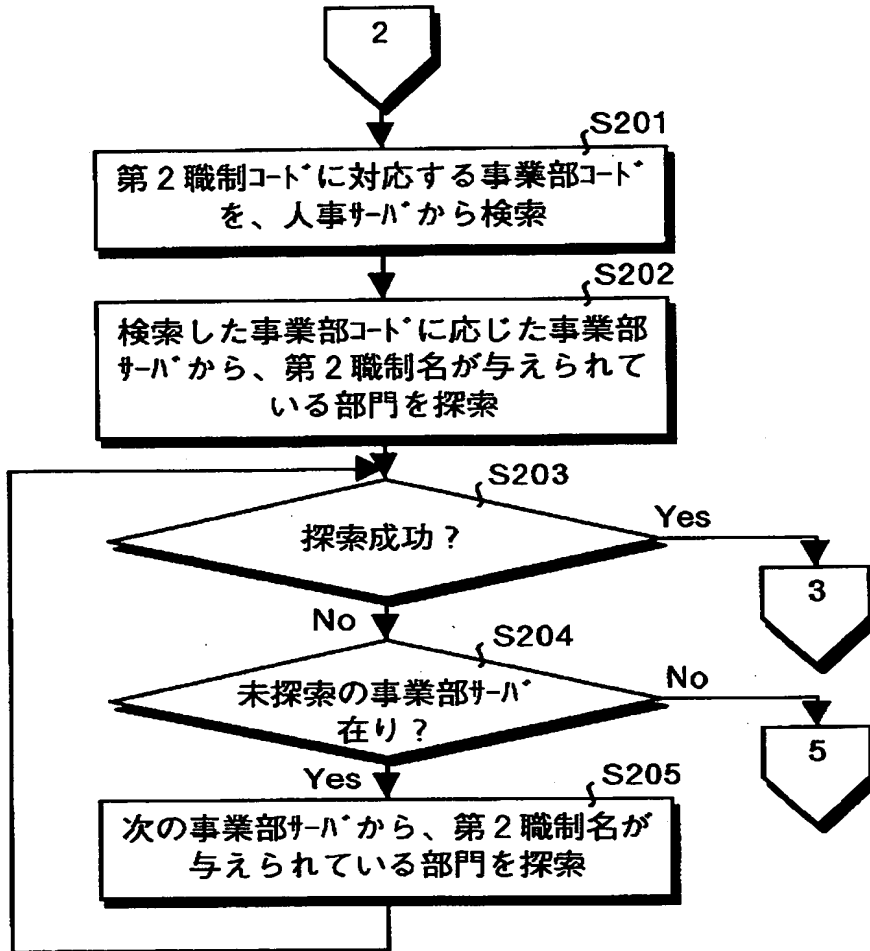 2
S201
第2職制ｺｰﾄﾞに対応する事業部ｺｰﾄﾞ
を、人事ｻｰﾊﾞから検索
S202
検索した事業部ｺｰﾄﾞに応じた事業部
ｻｰﾊﾞから、第2職制名が与えられて
いる部門を探索
S203
探索成功？
Yes
3
No
S204
未探索の事業部ｻｰﾊﾞ
在り？
No
5
Yes
S205
次の事業部ｻｰﾊﾞから、第2職制名が
与えられている部門を探索